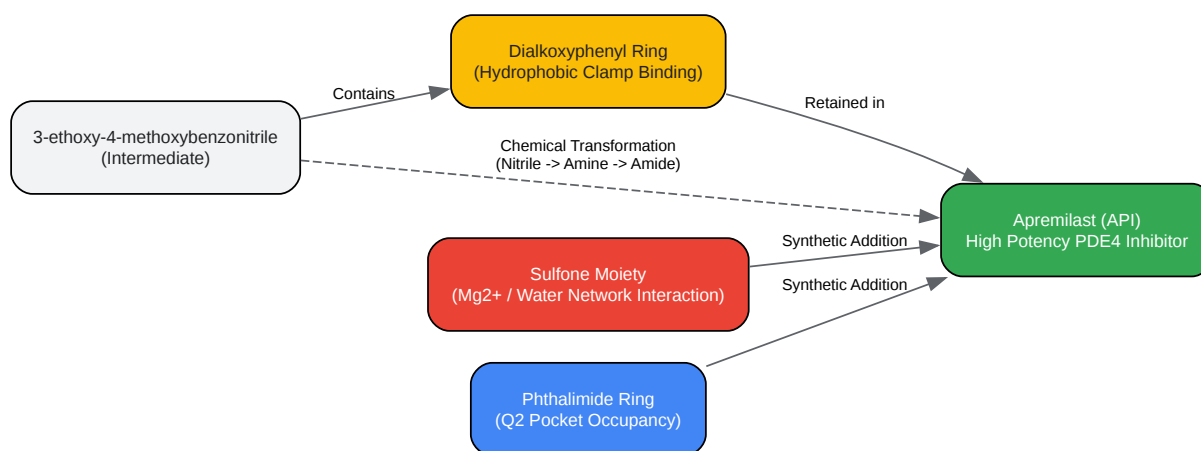 Dialkoxyphenyl Ring
(Hydrophobic Clamp Binding)
Contains
Retained in
3-ethoxy-4-methoxybenzonitrile
(Intermediate)
Chemical Transformation
(Nitrile -> Amine -> Amide)
Apremilast (API)
High Potency PDE4 Inhibitor
Synthetic Addition
Sulfone Moiety
(Mg2+ / Water Network Interaction)
Synthetic Addition
Phthalimide Ring
(Q2 Pocket Occupancy)